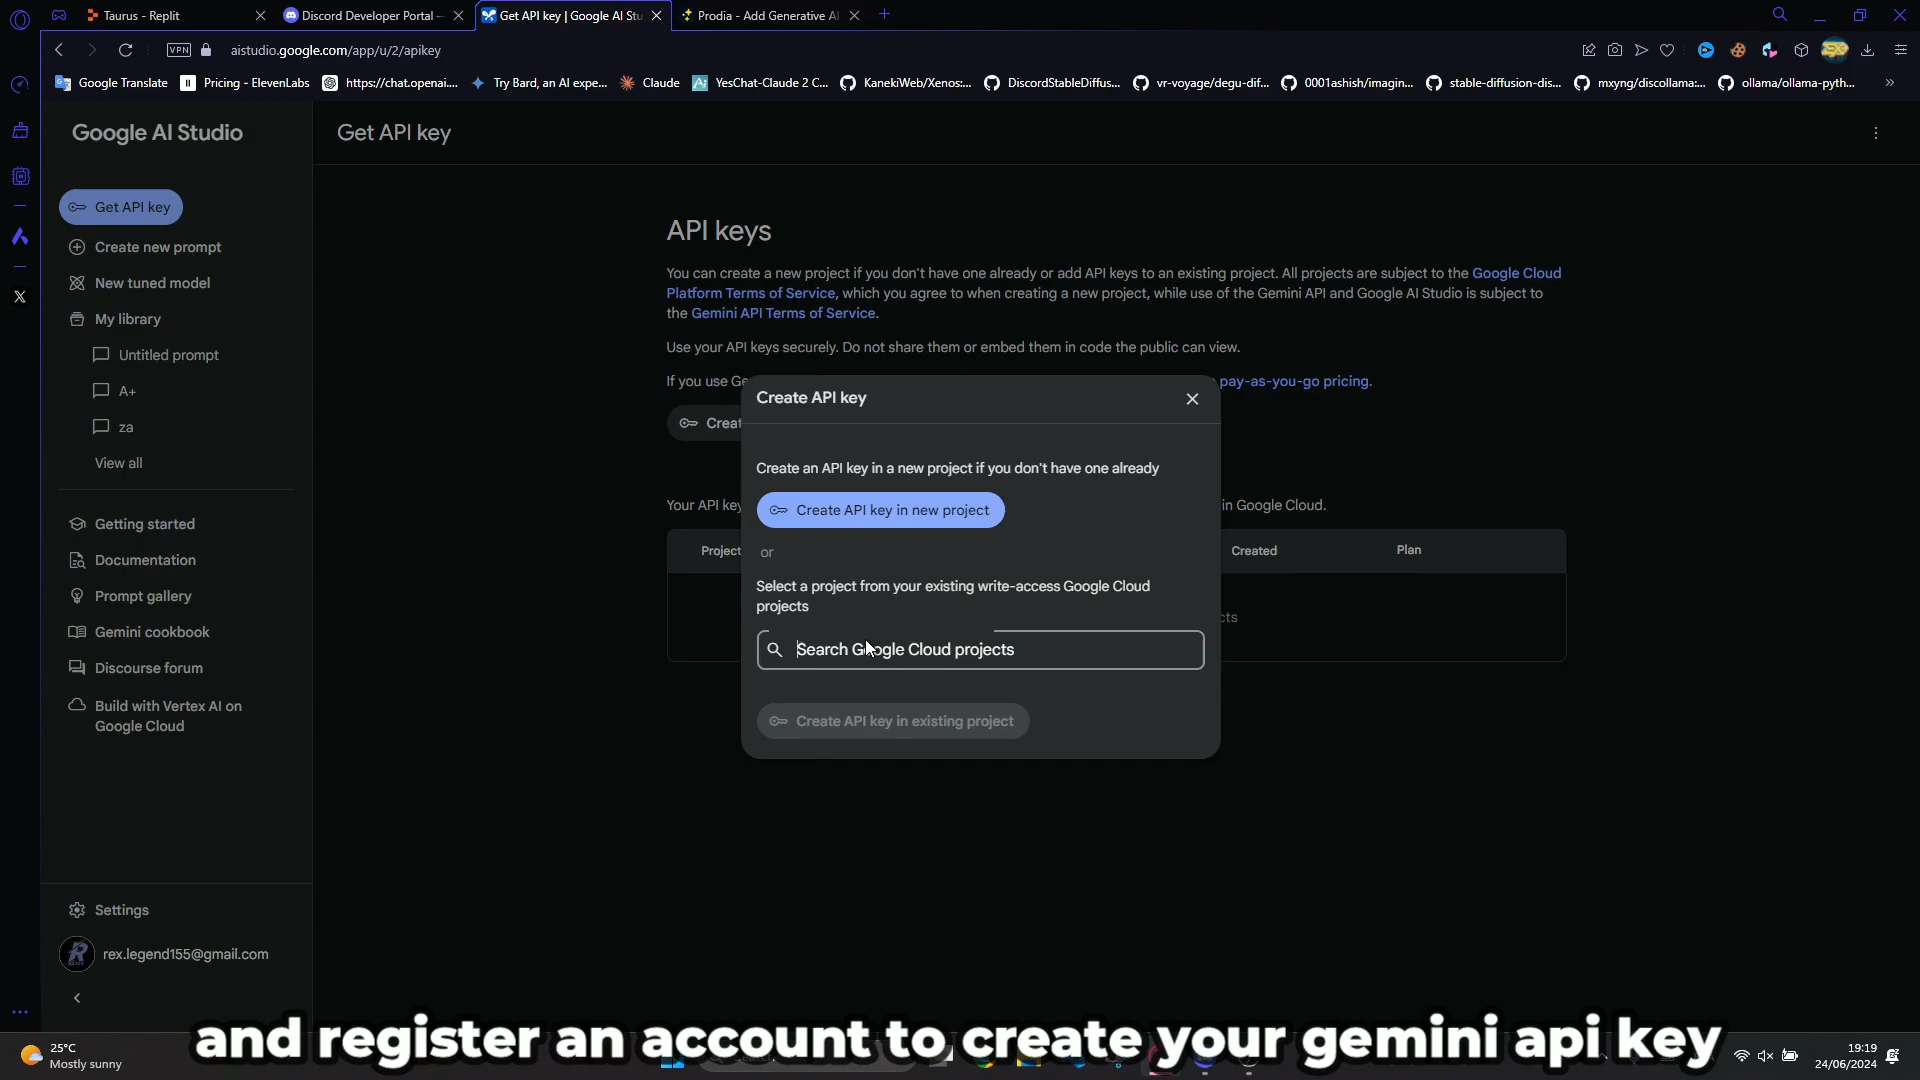 Taurus - Replit
Discord Developer Portal -
Get API key | Google AI Stu
Prodia - Add Generative AI
VPN
aistudio.google.com/app/u/2/apikey
Google Translate
Pricing - ElevenLabs
https://chat.openai....
Try Bard, an AI expe...
Claude
YesChat-Claude 2 C...
KanekiWeb/Xenos:...
DiscordStableDiffus...
vr-voyage/degu-dif...
0001ashish/imagin...
stable-diffusion-dis...
mxyng/discollama:...
ollama/ollama-pyth...
Google AI Studio
Get API key
Get API key
Create new prompt
New tuned model
My library
Untitled prompt
A+
za
View all
Getting started
Documentation
Prompt gallery
Gemini cookbook
Discourse forum
Build with Vertex AI on
Google Cloud
Settings
rex.legend155@gmail.com
API keys
You can create a new project if you don't have one already or add API keys to an existing project. All projects are subject to the Google Cloud
Platform Terms of Service, which you agree to when creating a new project, while use of the Gemini API and Google AI Studio is subject to
the Gemini API Terms of Service.
Use your API keys securely. Do not share them or embed them in code the public can view.
If you use Ge
pay-as-you-go pricing.
Creat
Your API key
in Google Cloud.
Project
Created
Plan
cts
Create API key
Create an API key in a new project if you don't have one already
Create API key in new project
or
Select a project from your existing write-access Google Cloud
projects
Search Google Cloud projects
Create API key in existing project
and register an account to create your gemini api key
25°C
Mostly sunny
19:19
24/06/2024